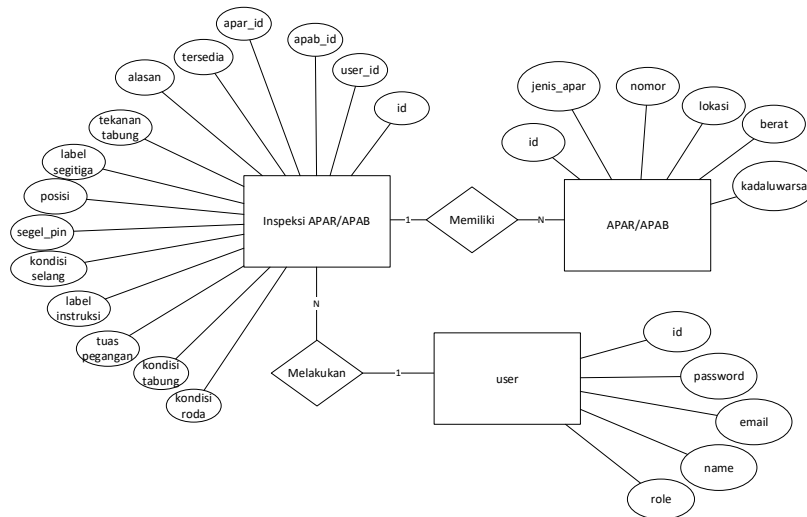 apar_id
apab_id
user_id
id
tersedia
alasan
tekanan
tabung
label
segitiga
posisi
segel_pin
kondisi
selang
label
instruksi
tuas
pegangan
kondisi
tabung
kondisi
roda
Inspeksi APAR/APAB
1
Memiliki
N
APAR/APAB
id
jenis_apar
nomor
lokasi
berat
kadaluwarsa
N
Melakukan
1
user
id
password
email
name
role